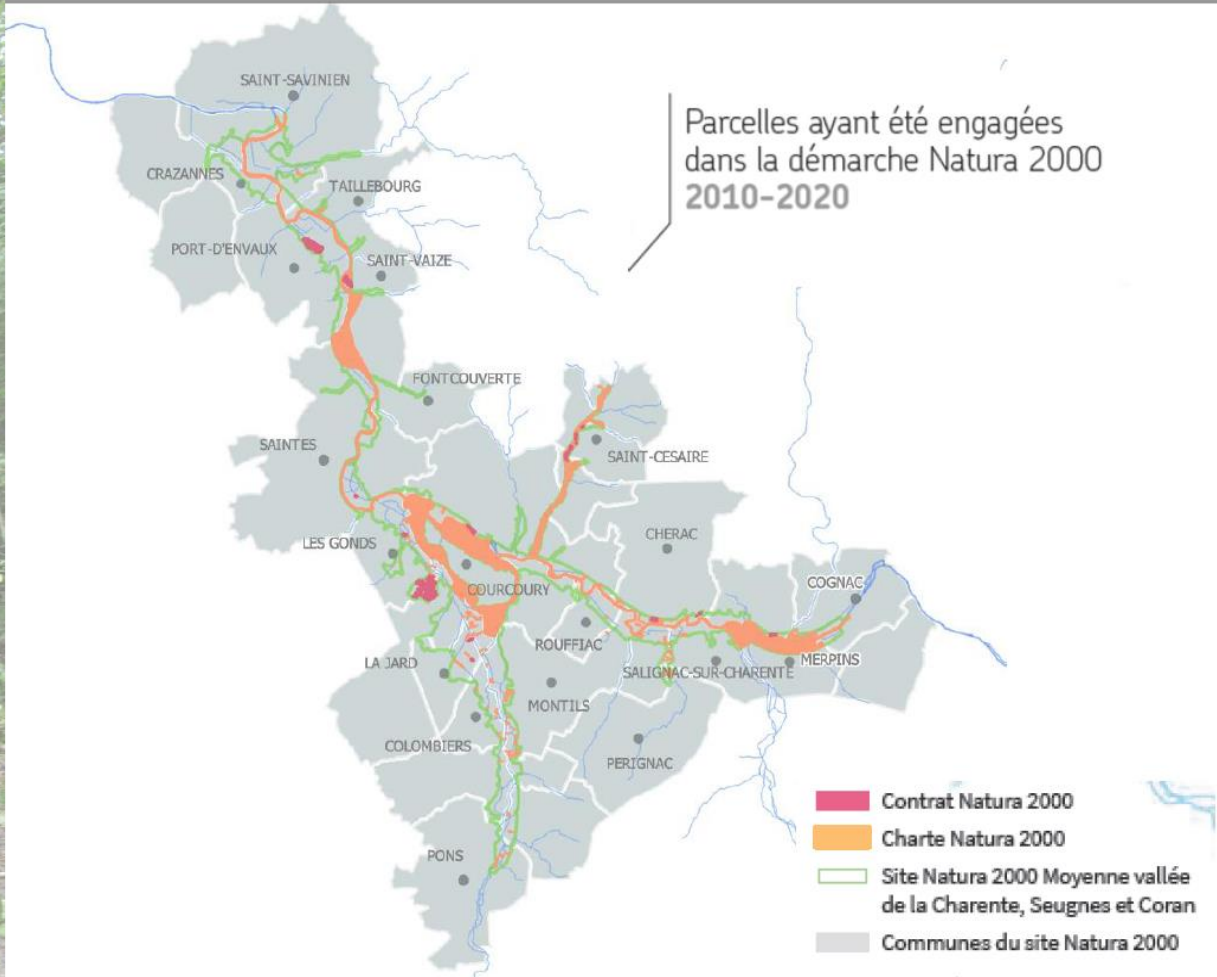 Parcelles ayant été engagées
dans la démarche Natura 2000
2010-2020
SAINT-SAVINIEN
CRAZANNES
TAILLEBOURG
PORT-D'ENVAUX
SAINT-VAIZE
FONTCOUVERTE
SAINTES
SAINT-CESAIRE
CHERAC
LES GONDS
COURCOURY
COGNAC
ROUFFIAC
MERPINS
LA JARD
SALIGNAC-SUR-CHARENTE
MONTILS
COLOMBIERS
PERIGNAC
PONS
Contrat Natura 2000
Charte Natura 2000
Site Natura 2000 Moyenne vallée
de la Charente, Seugnes et Coran
Communes du site Natura 2000